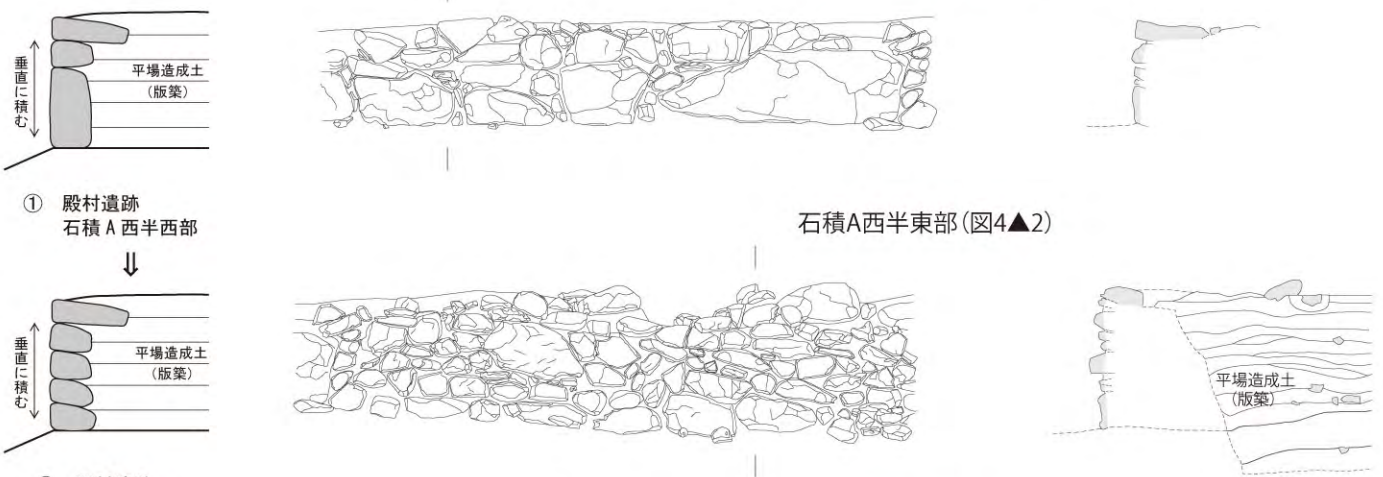 垂直に積む
平場造成土
(版築)
① 殿村遺跡
石積A西半西部
⇓
石積A西半東部(図4▲2)
垂直に積む
平場造成土
(版築)
平場造成土
(版築)